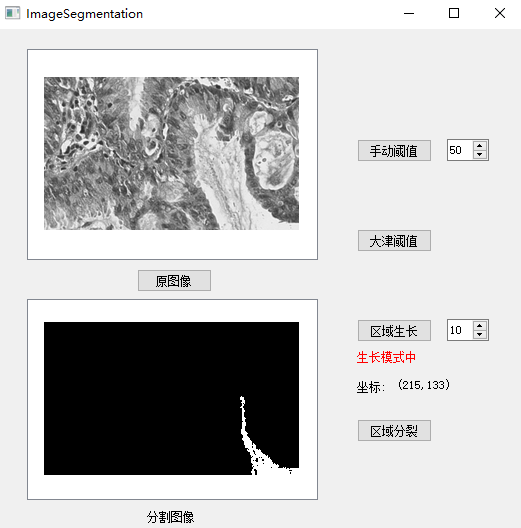 ImageSegmentation
手动阈值
50
大津阈值
原图像
区域生长
10
生长模式中
坐标: (215,133)
区域分裂
分割图像